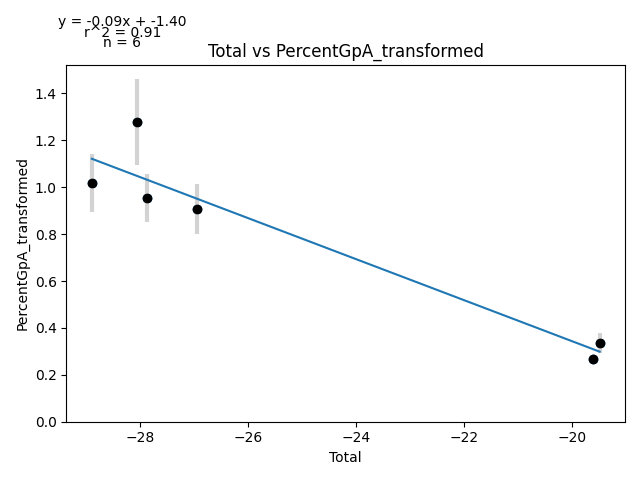 y = -0.09x + -1.40
r^2 = 0.91
n = 6
Total vs PercentGpA_transformed
PercentGpA_transformed
1.4
1.2
1.0
0.8
0.6
0.4
0.2
0.0
−28 −26 −24 −22 −20
Total